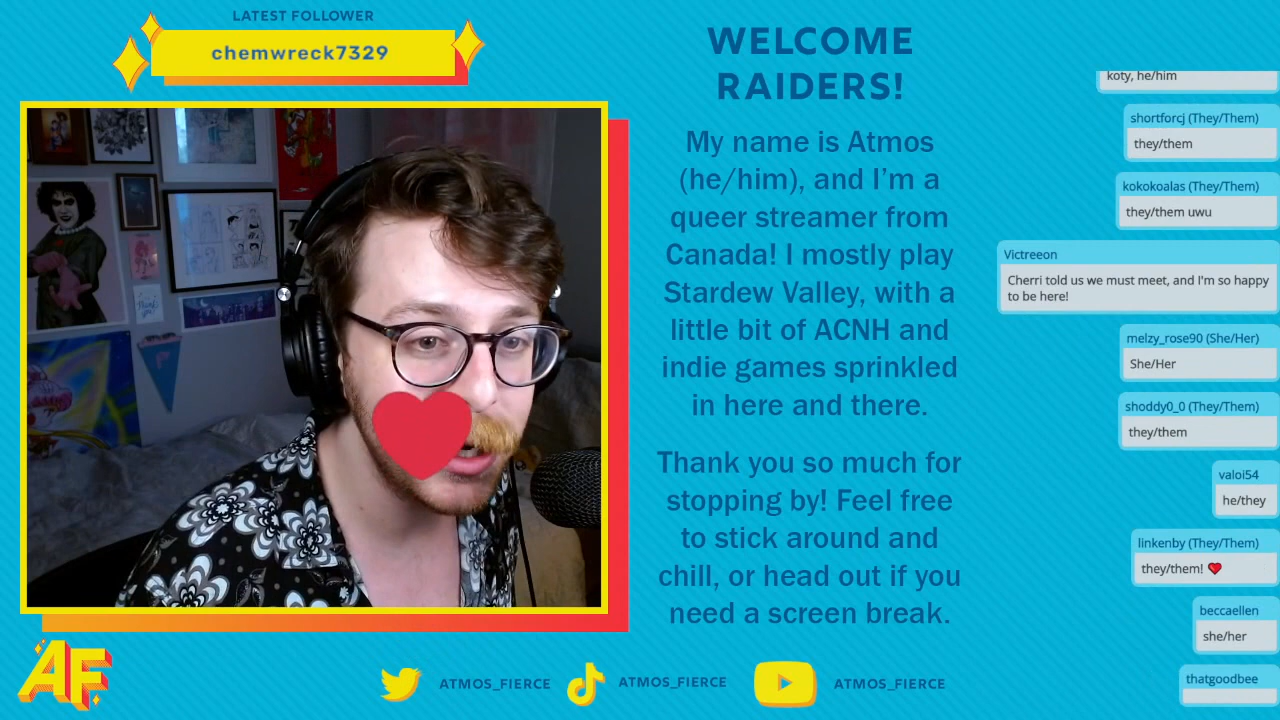 LATEST FOLLOWER
chemwreck7329
WELCOME
RAIDERS!
My name is Atmos
(he/him), and I'm a
queer streamer from
Canada! I mostly play
Stardew Valley, with a
little bit of ACNH and
indie games sprinkled
in here and there.
Thank you so much for
stopping by! Feel free
to stick around and
chill, or head out if you
need a screen break.
koty, he/him
shortforcj (They/Them)
they/them
kokokoalas (They/Them)
they/them uwu
Victreeon
Cherri told us we must meet, and I'm so happy
to be here!
melzy_rose90 (She/Her)
She/Her
shoddy0_0 (They/Them)
they/them
valoi54
he/they
linkenby (They/Them)
they/them! ❤
beccaellen
she/her
thatgoodbee
AF
ATMOS_FIERCE
ATMOS_FIERCE
ATMOS_FIERCE